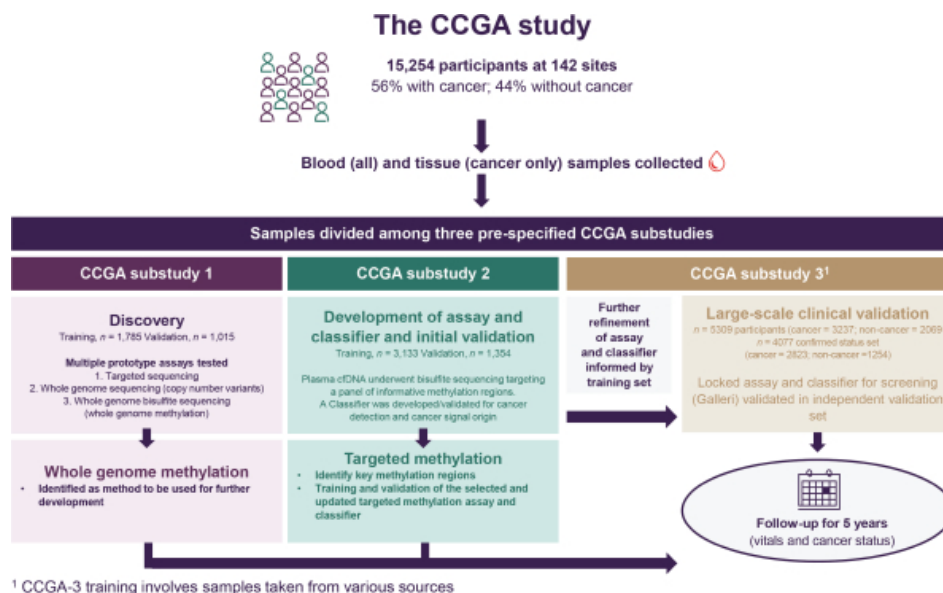 The CCGA study
15,254 participants at 142 sites
56% with cancer; 44% without cancer
Blood (all) and tissue (cancer only) samples collected
Samples divided among three pre-specified CCGA substudies
CCGA substudy 1
Discovery
Training, n = 1,785 Validation, n = 1,015
Multiple prototype assays tested
1. Targeted sequencing
2. Whole genome sequencing (copy number variants)
3. Whole genome bisulfite sequencing
(whole genome methylation)
Whole genome methylation
• Identified as method to be used for further
development
CCGA substudy 2
Development of assay
and classifier and initial validation
Training, n = 3,133 Validation, n = 1,354
Plasma cfDNA underwent bisulfite sequencing targeting
a panel of informative methylation regions.
A Classifier was developed/validated for cancer
detection and cancer signal origin
Targeted methylation
• Identify key methylation regions
• Training and validation of the selected and
updated targeted methylation assay and
classifier
CCGA substudy 3¹
Further
refinement
of assay
and classifier
informed by
training set
Large-scale clinical validation
n = 5309 participants (cancer = 3237; non-cancer = 2069
n = 4077 confirmed status set
(cancer = 2823; non-cancer =1254)
Locked assay and classifier for screening
(Galleri) validated in independent validation
set
Follow-up for 5 years
(vitals and cancer status)
¹ CCGA-3 training involves samples taken from various sources